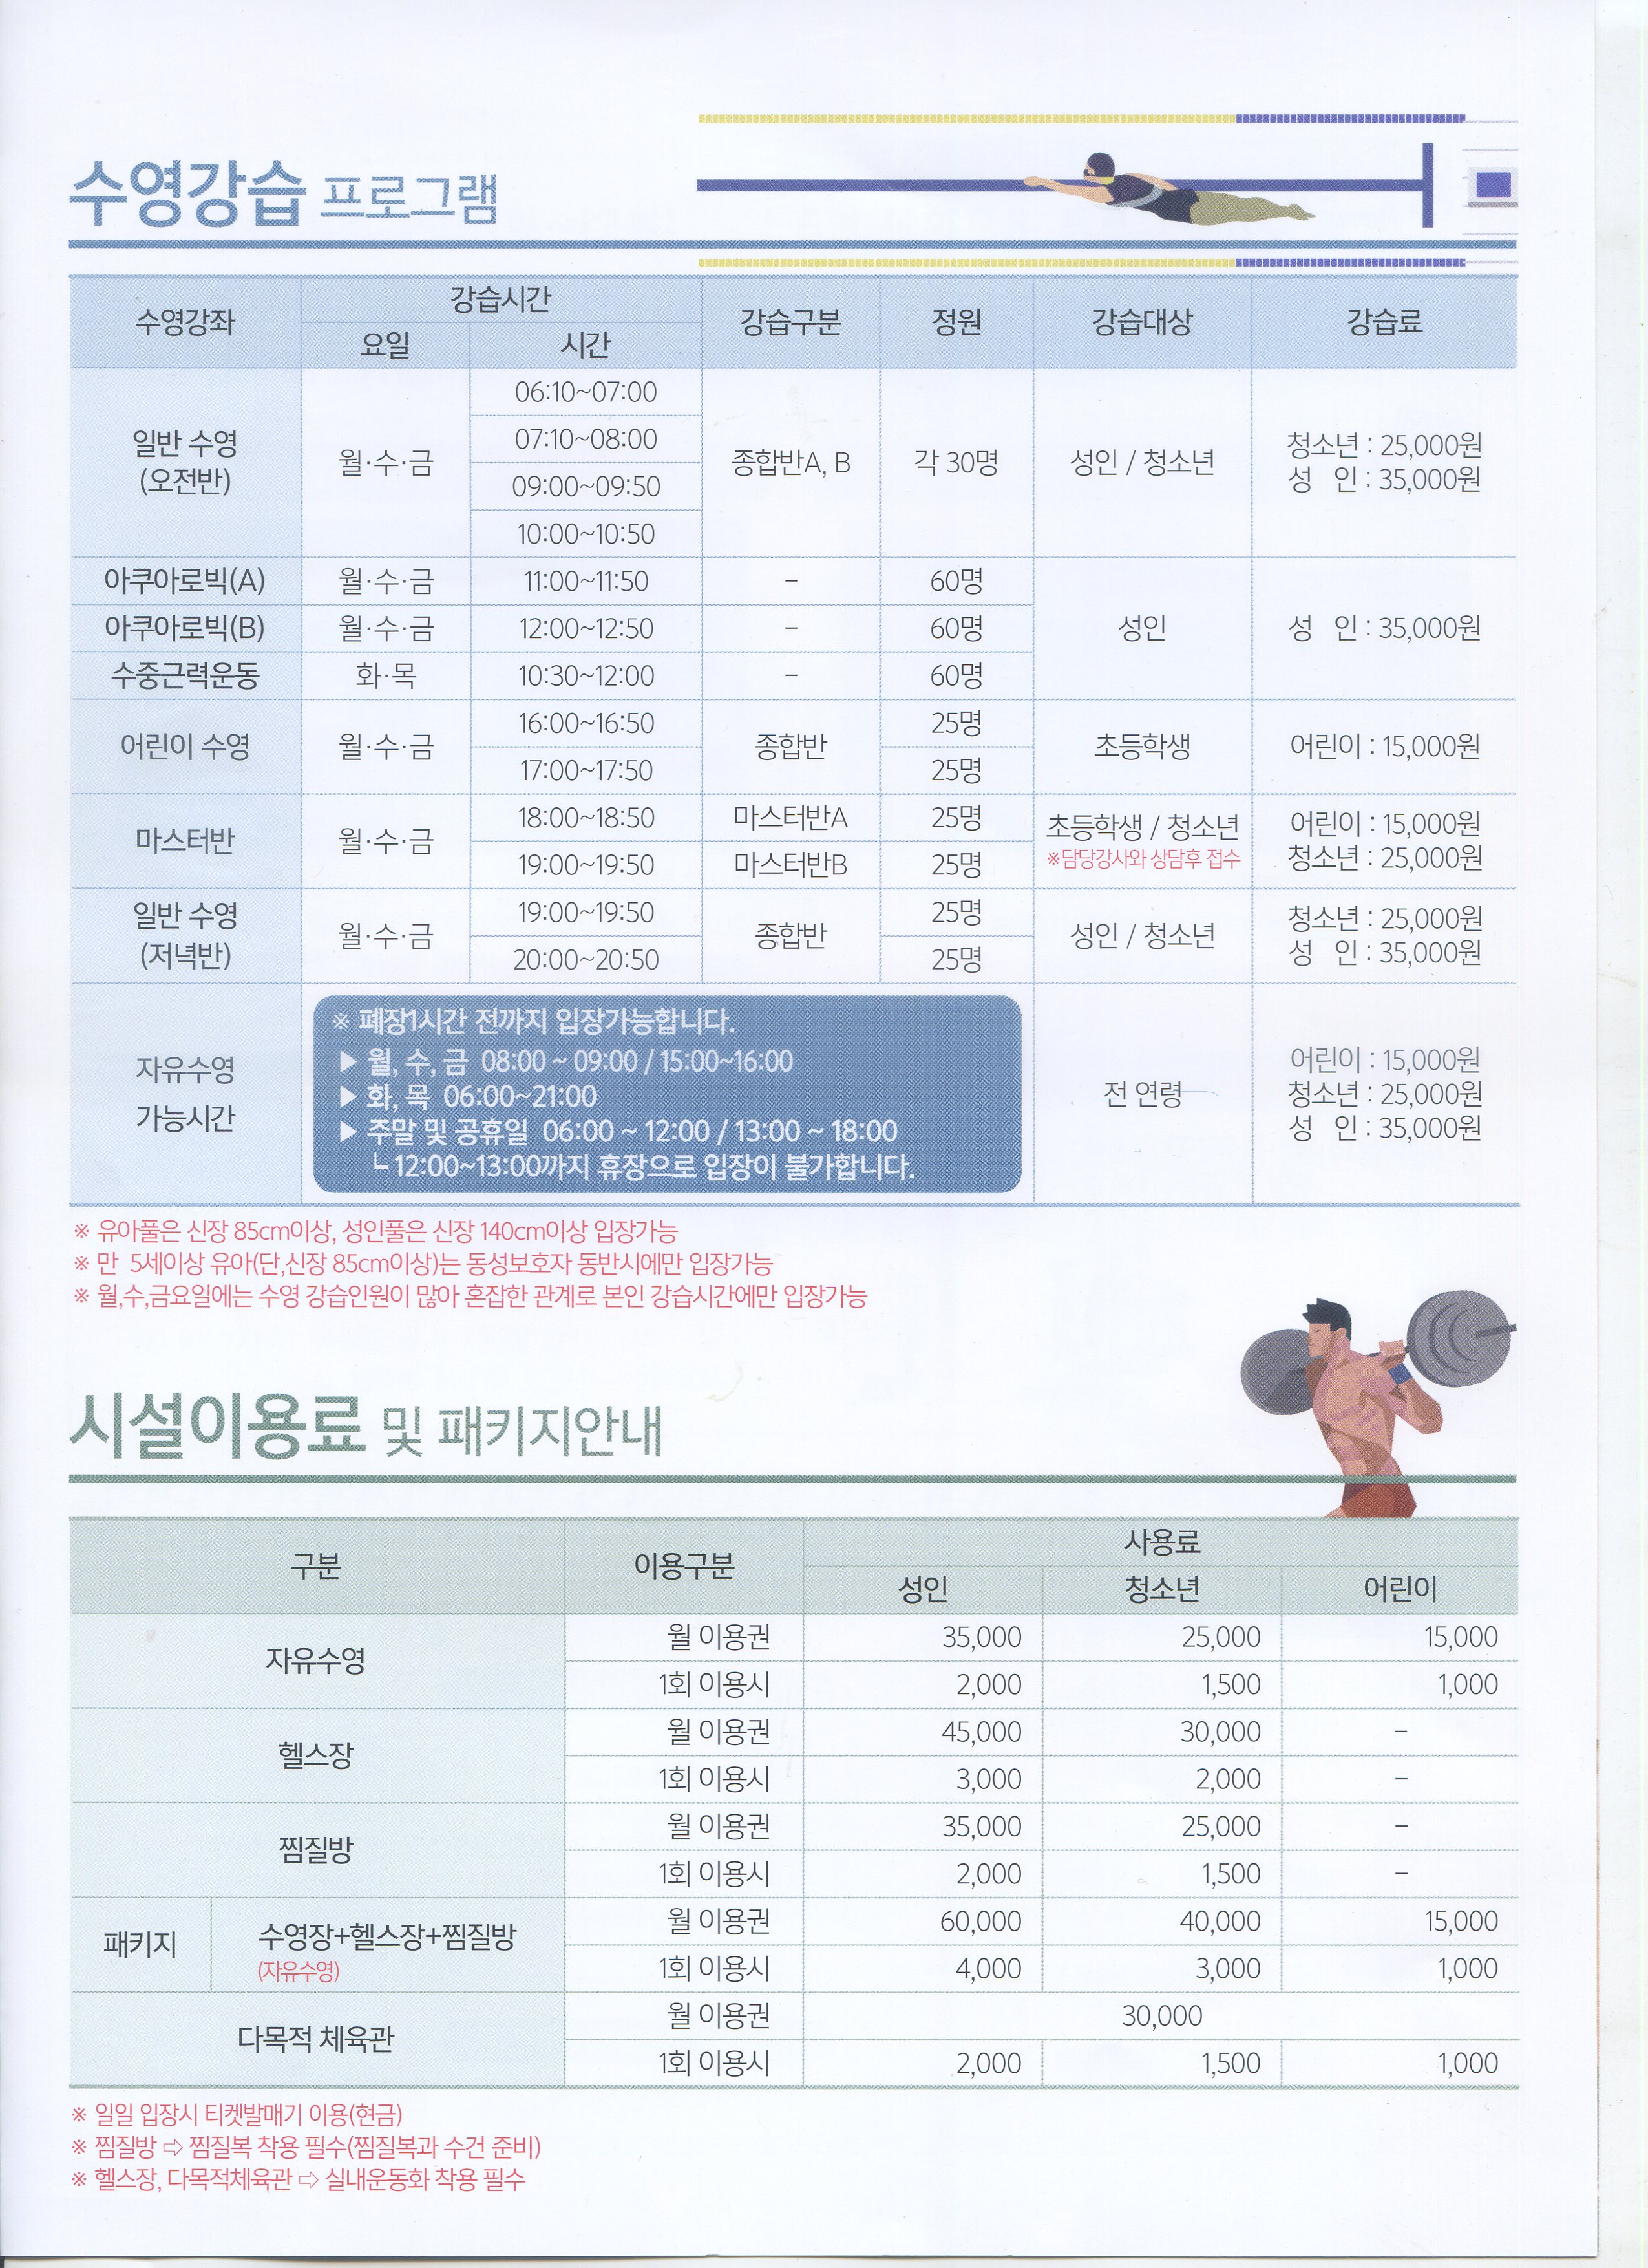 수영강습 프로그램
수영강좌 강습시간 강습구분 정원 강습대상 강습료
요일 시간
일반 수영
(오전반)
월·수·금
06:10~07:00
07:10~08:00
09:00~09:50
10:00~10:50
종합반A, B
각 30명
성인 / 청소년
청소년 : 25,000원
성 인 : 35,000원
아쿠아로빅(A) 월·수·금 11:00~11:50 – 60명
아쿠아로빅(B) 월·수·금 12:00~12:50 – 60명
수중근력운동 화·목 10:30~12:00 – 60명
성인
성 인 : 35,000원
어린이 수영
월·수·금
16:00~16:50
17:00~17:50
종합반
25명
25명
초등학생
어린이 : 15,000원
마스터반
월·수·금
18:00~18:50 마스터반A 25명
19:00~19:50 마스터반B 25명
초등학생 / 청소년
※담당강사와 상담후 접수
어린이 : 15,000원
청소년 : 25,000원
일반 수영
(저녁반)
월·수·금
19:00~19:50
20:00~20:50
종합반
25명
25명
성인 / 청소년
청소년 : 25,000원
성 인 : 35,000원
자유수영
가능시간
※ 폐장1시간 전까지 입장가능합니다.
▶ 월, 수, 금 08:00 ~ 09:00 / 15:00~16:00
▶ 화, 목 06:00~21:00
▶ 주말 및 공휴일 06:00 ~ 12:00 / 13:00 ~ 18:00
└ 12:00~13:00까지 휴장으로 입장이 불가합니다.
전 연령
어린이 : 15,000원
청소년 : 25,000원
성 인 : 35,000원
※ 유아풀은 신장 85cm이상, 성인풀은 신장 140cm이상 입장가능
※ 만 5세이상 유아(단,신장 85cm이상)는 동성보호자 동반시에만 입장가능
※ 월,수,금요일에는 수영 강습인원이 많아 혼잡한 관계로 본인 강습시간에만 입장가능
시설이용료 및 패키지안내
구분 이용구분 사용료
성인 청소년 어린이
자유수영
월 이용권 35,000 25,000 15,000
1회 이용시 2,000 1,500 1,000
헬스장
월 이용권 45,000 30,000 –
1회 이용시 3,000 2,000 –
찜질방
월 이용권 35,000 25,000 –
1회 이용시 2,000 1,500 –
패키지
수영장+헬스장+찜질방
(자유수영)
월 이용권 60,000 40,000 15,000
1회 이용시 4,000 3,000 1,000
다목적 체육관
월 이용권 30,000
1회 이용시 2,000 1,500 1,000
※ 일일 입장시 티켓발매기 이용(현금)
※ 찜질방 ⇨ 찜질복 착용 필수(찜질복과 수건 준비)
※ 헬스장, 다목적체육관 ⇨ 실내운동화 착용 필수